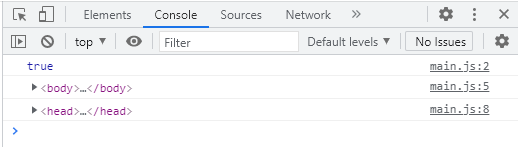 Elements Console Sources Network »
top ▼ Filter Default levels ▼ No Issues
true main.js:2
▶<body>…</body> main.js:5
▶<head>…</head> main.js:8
>